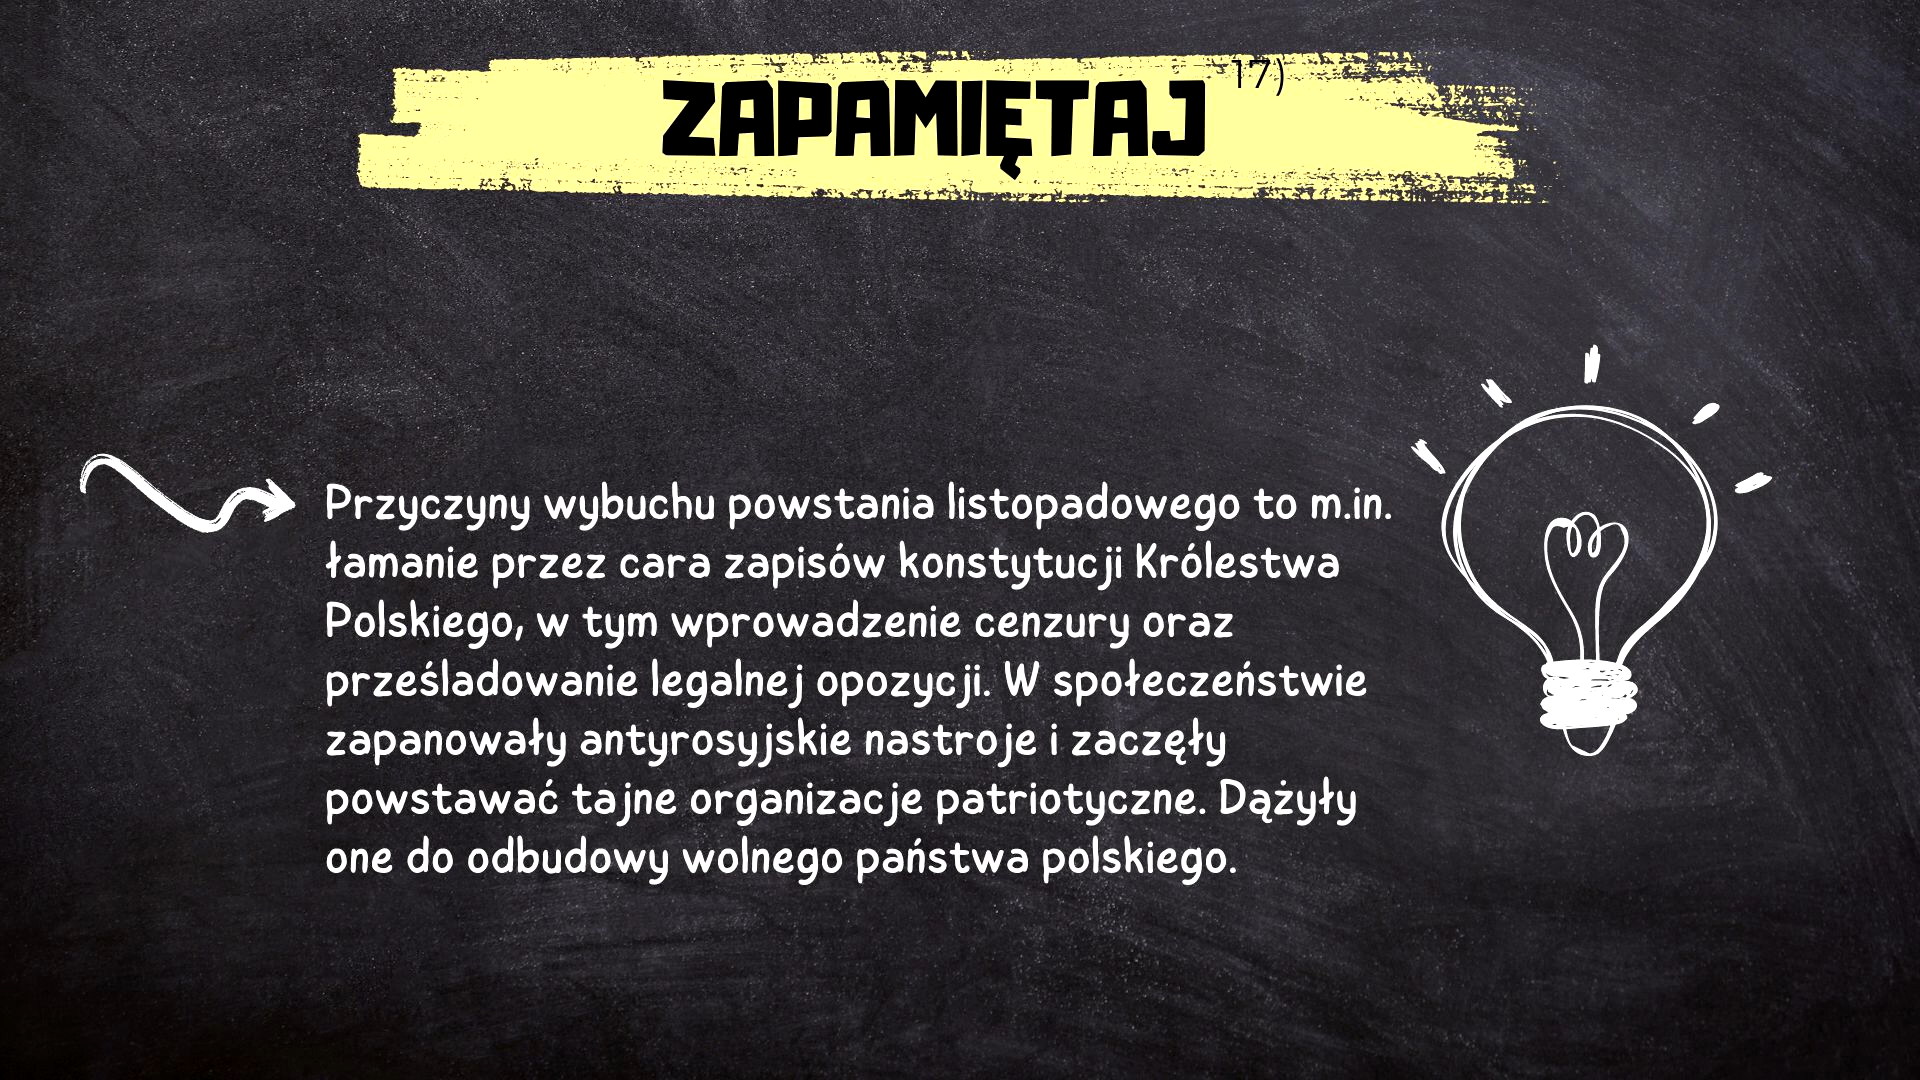 ZAPAMIĘTAJ 17)
Przyczyny wybuchu powstania listopadowego to m.in.
łamanie przez cara zapisów konstytucji Królestwa
Polskiego, w tym wprowadzenie cenzury oraz
prześladowanie legalnej opozycji. W społeczeństwie
zapanowały antyrosyjskie nastroje i zaczęły
powstawać tajne organizacje patriotyczne. Dążyły
one do odbudowy wolnego państwa polskiego.